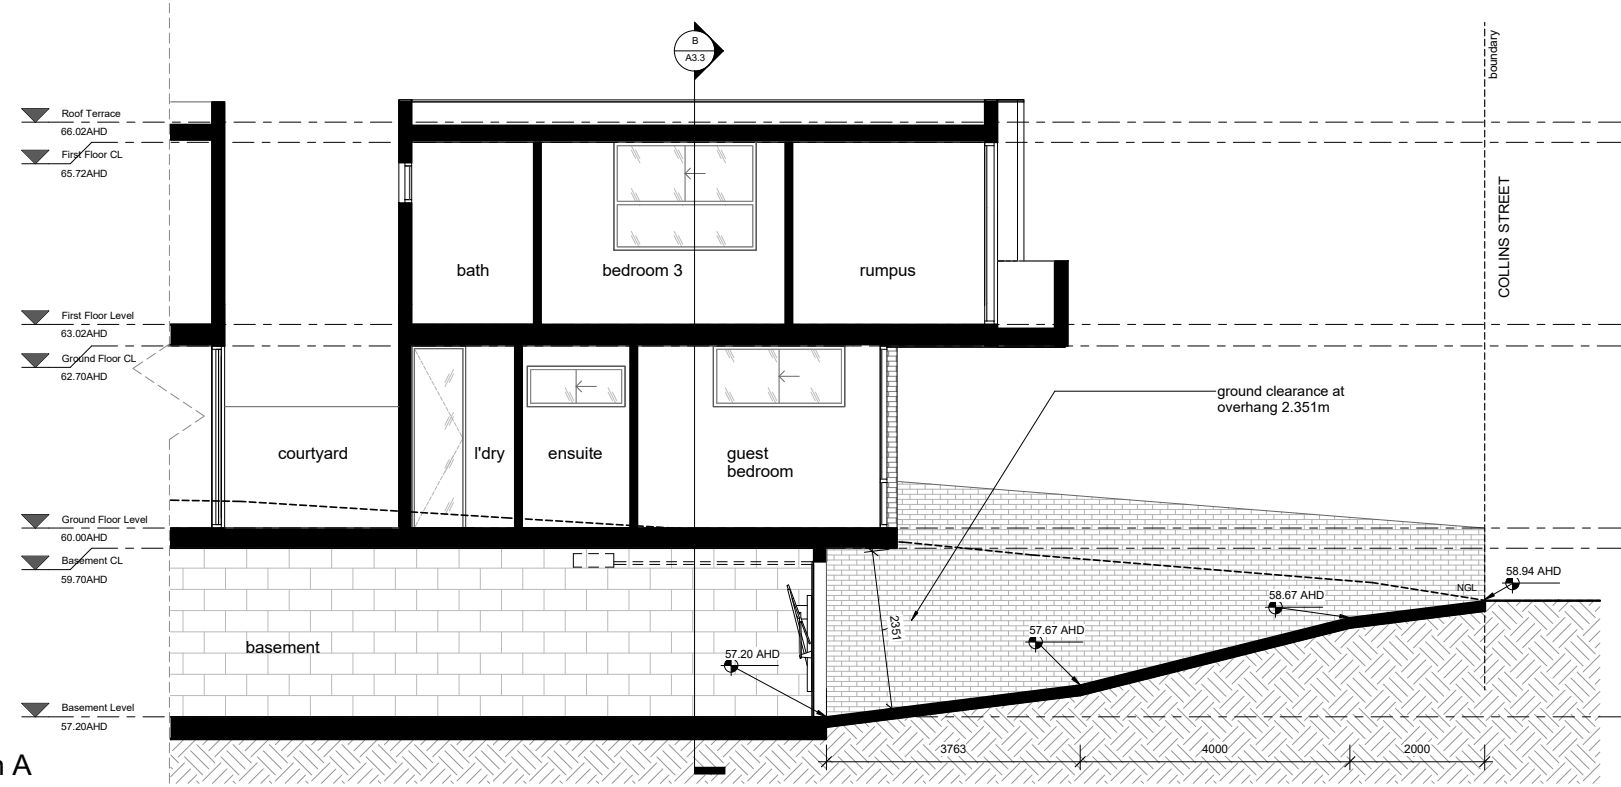 B
A3.3
boundary
Roof Terrace
66.02AHD
First Floor CL
65.72AHD
COLLINS STREET
bath
bedroom 3
rumpus
First Floor Level
63.02AHD
Ground Floor CL
62.70AHD
ground clearance at
overhang 2.351m
courtyard
l'dry
ensuite
guest
bedroom
Ground Floor Level
60.00AHD
Basement CL
59.70AHD
58.94 AHD
NGL
58.67 AHD
2351
57.67 AHD
basement
57.20 AHD
Basement Level
57.20AHD
3763
4000
2000
A